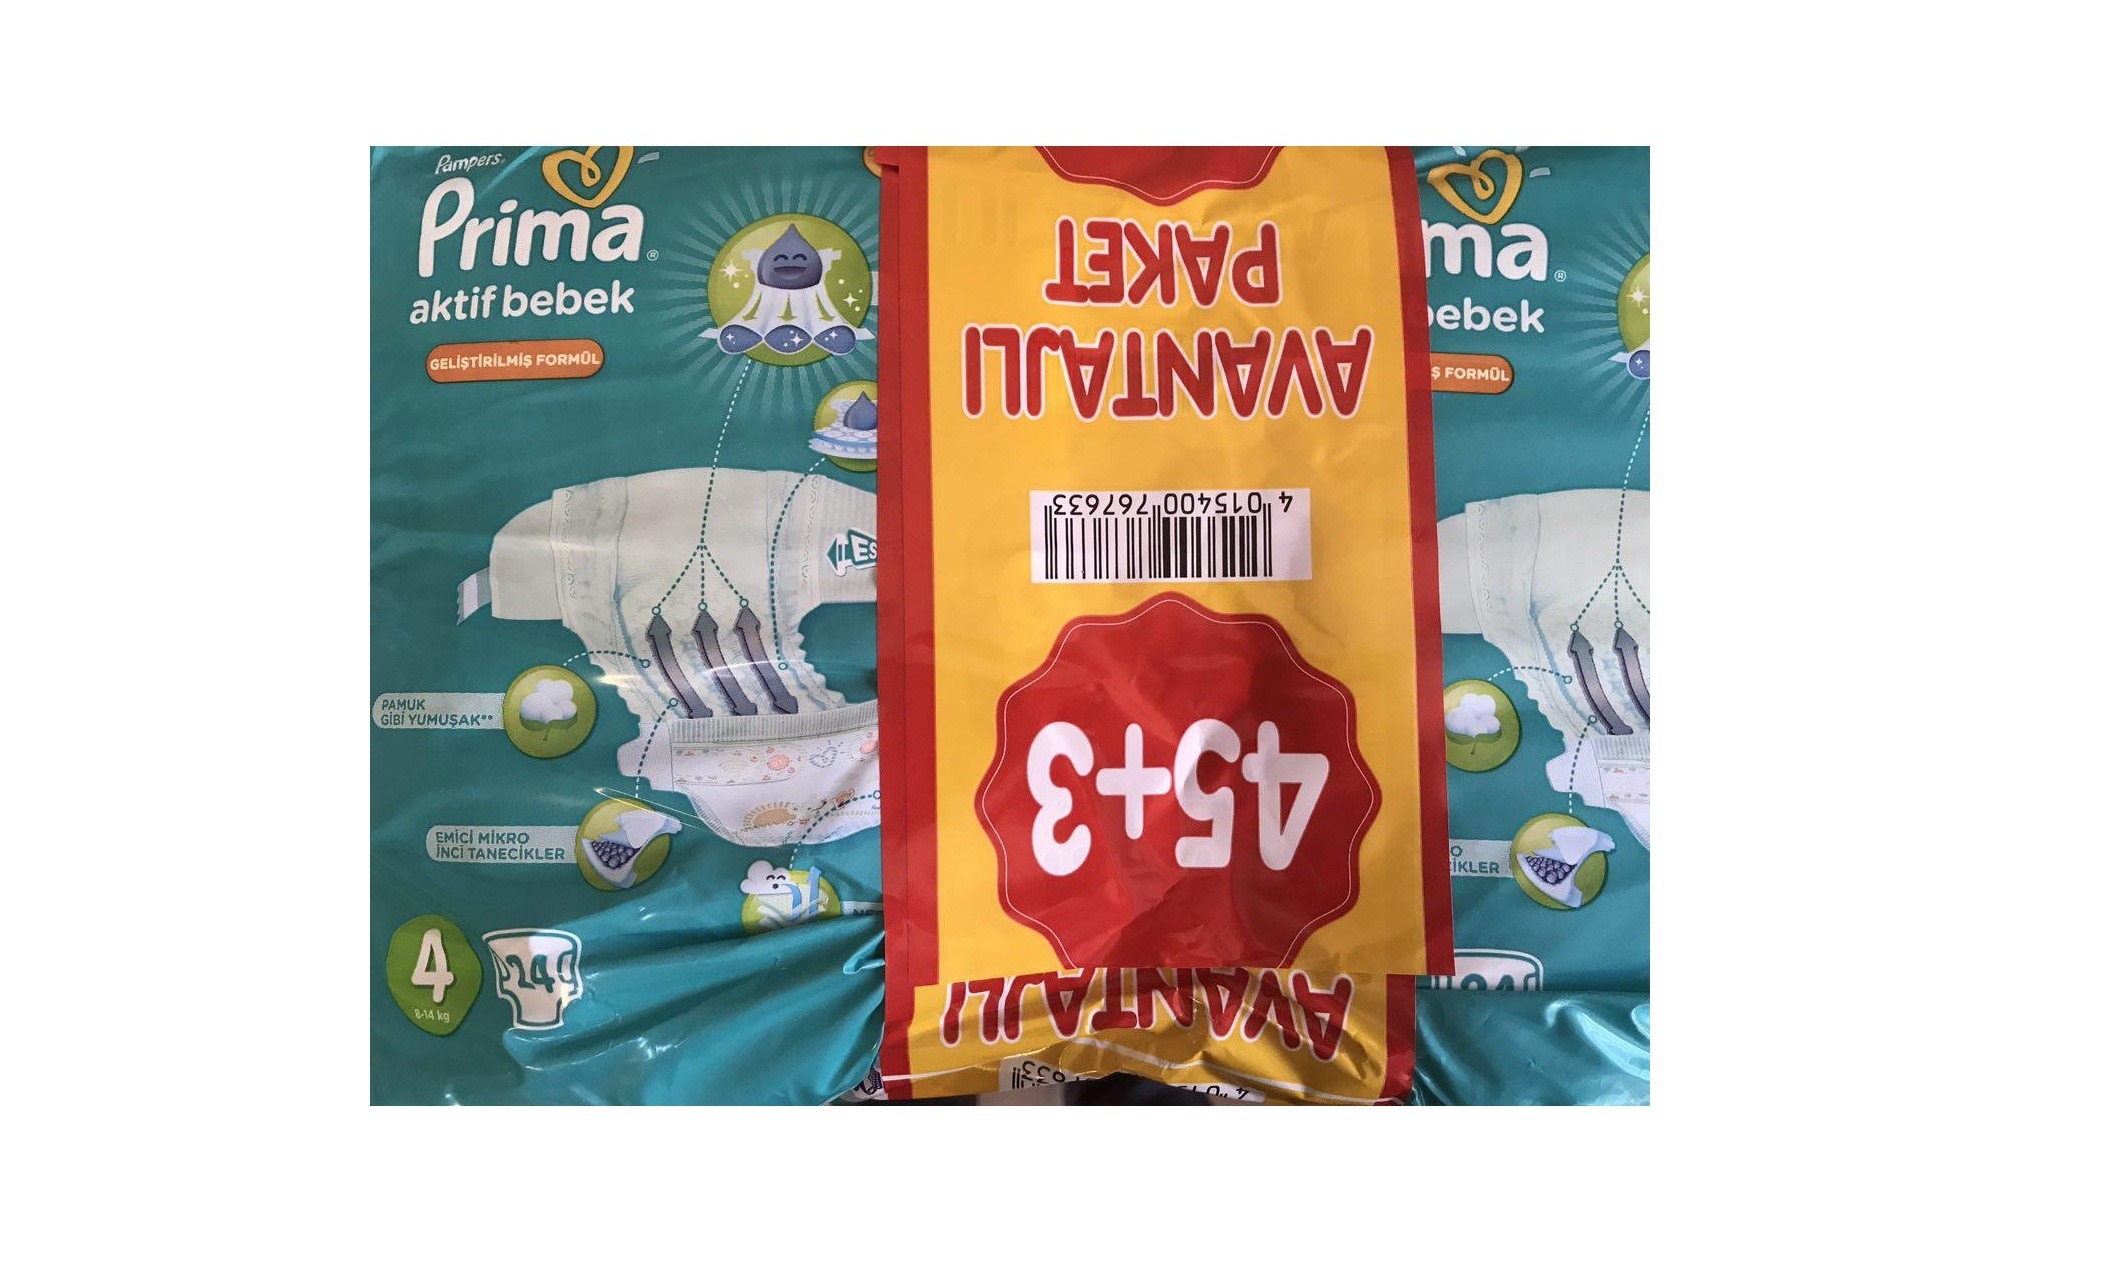 Pampers
Prima
aktif bebek
GELİŞTİRİLMİŞ FORMÜL
PAMUK
GİBİ YUMUŞAK**
EMİCİ MİKRO
İNCİ TANECİKLER
4
8-14 kg
24
45+3
4 015400 767633
AVANTAJLI
PAKET
AVANTAJLI
ma
bebek
Ş FORMÜL
O
İKLER